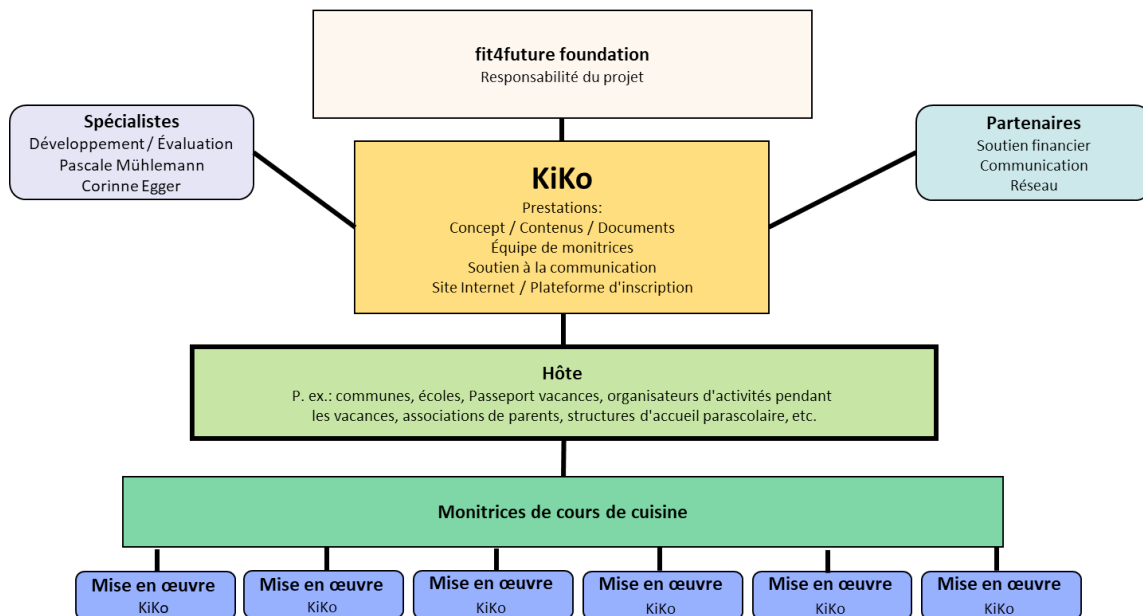 fit4future foundation
Responsabilité du projet
Spécialistes
Développement / Évaluation
Pascale Mühlemann
Corinne Egger
Partenaires
Soutien financier
Communication
Réseau
KiKo
Prestations:
Concept / Contenus / Documents
Équipe de monitrices
Soutien à la communication
Site Internet / Plateforme d'inscription
Hôte
P. ex.: communes, écoles, Passeport vacances, organisateurs d'activités pendant
les vacances, associations de parents, structures d'accueil parascolaire, etc.
Monitrices de cours de cuisine
Mise en œuvre
KiKo
Mise en œuvre
KiKo
Mise en œuvre
KiKo
Mise en œuvre
KiKo
Mise en œuvre
KiKo
Mise en œuvre
KiKo